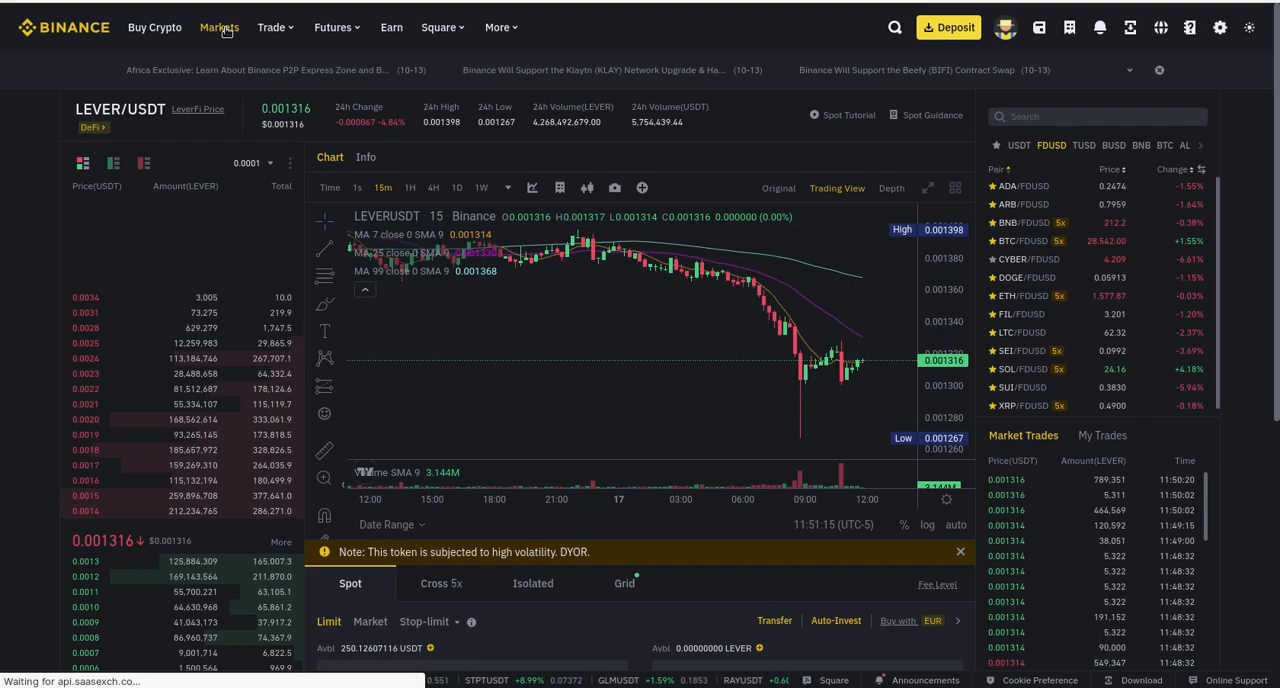 BINANCE Buy Crypto Markets Trade Futures Earn Square More Deposit
Africa Exclusive: Learn About Binance P2P Express Zone and B... (10-13) Binance Will Support the Klaytn (KLAY) Network Upgrade & Ha... (10-13) Binance Will Support the Beefy (BIFI) Contract Swap (10-13)
LEVER/USDT LeverFi Price
DeFi
0.001316
$0.001316
24h Change
-0.000067 -4.84%
24h High
0.001398
24h Low
0.001267
24h Volume(LEVER)
4,268,492,679.00
24h Volume(USDT)
5,754,439.44
Spot Tutorial Spot Guidance
0.0001
Price(USDT) Amount(LEVER) Total
0.0034 3,005 10.0
0.0031 73,275 219.9
0.0028 629,279 1,747.5
0.0025 12,259,983 29,865.9
0.0024 113,184,746 267,707.1
0.0023 28,488,658 64,332.4
0.0022 81,512,687 178,124.6
0.0021 55,334,107 115,119.7
0.0020 168,562,614 333,061.9
0.0019 93,265,145 173,818.5
0.0018 185,657,972 328,826.5
0.0017 159,269,310 264,035.9
0.0016 115,132,194 180,499.9
0.0015 259,896,708 377,641.0
0.0014 212,234,765 286,271.0
0.001316 $0.001316 More
0.0013 125,884,309 165,007.3
0.0012 169,143,564 211,870.0
0.0011 55,700,221 63,105.1
0.0010 64,630,968 65,861.2
0.0009 41,043,173 37,917.2
0.0008 86,960,737 74,367.9
0.0007 9,001,714 6,822.5
0.0006 1,500,564 969.9
Chart Info
Time 1s 15m 1H 4H 1D 1W Original Trading View Depth
LEVERUSDT 15 Binance O0.001316 H0.001317 L0.001314 C0.001316 0.000000 (0.00%)
MA 7 close 0 SMA 9 0.001314
MA 25 close 0 SMA 9
MA 99 close 0 SMA 9 0.001368
High 0.001398
0.001380
0.001360
0.001340
0.001316
0.001300
0.001280
Low 0.001267
0.001260
Volume SMA 9 3.144M
3.144M
12:00 15:00 18:00 21:00 17 03:00 06:00 09:00 12:00
Date Range 11:51:15 (UTC-5) % log auto
Note: This token is subjected to high volatility. DYOR.
Spot Cross 5x Isolated Grid Fee Level
Limit Market Stop-limit Transfer Auto-Invest Buy with EUR
Avbl 250.12607116 USDT Avbl 0.00000000 LEVER
Search
USDT FDUSD TUSD BUSD BNB BTC AL
Pair Price Change
ADA/FDUSD 0.2474 -1.55%
ARB/FDUSD 0.7959 -1.64%
BNB/FDUSD 5x 212.2 -0.38%
BTC/FDUSD 5x 28,542.00 +1.55%
CYBER/FDUSD 4.209 -6.61%
DOGE/FDUSD 0.05913 -1.15%
ETH/FDUSD 5x 1,577.87 -0.03%
FIL/FDUSD 3.201 -1.20%
LTC/FDUSD 62.32 -2.37%
SEI/FDUSD 5x 0.0992 -3.69%
SOL/FDUSD 5x 24.16 +4.18%
SUI/FDUSD 0.3830 -5.94%
XRP/FDUSD 5x 0.4900 -0.18%
Market Trades My Trades
Price(USDT) Amount(LEVER) Time
0.001316 789,351 11:50:20
0.001316 5,311 11:50:02
0.001316 464,569 11:50:02
0.001314 120,592 11:49:15
0.001314 38,051 11:49:00
0.001314 5,322 11:48:32
0.001314 5,322 11:48:32
0.001314 5,322 11:48:32
0.001314 5,322 11:48:32
0.001314 191,152 11:48:32
0.001314 5,322 11:48:32
0.001314 90,000 11:48:32
0.001314 549,347 11:48:32
Waiting for api.saasexch.co... 0.551 STPTUSDT +8.99% 0.07372 GLMUSDT +1.59% 0.1853 RAYUSDT +0.6 Square Announcements Cookie Preference Download Online Support